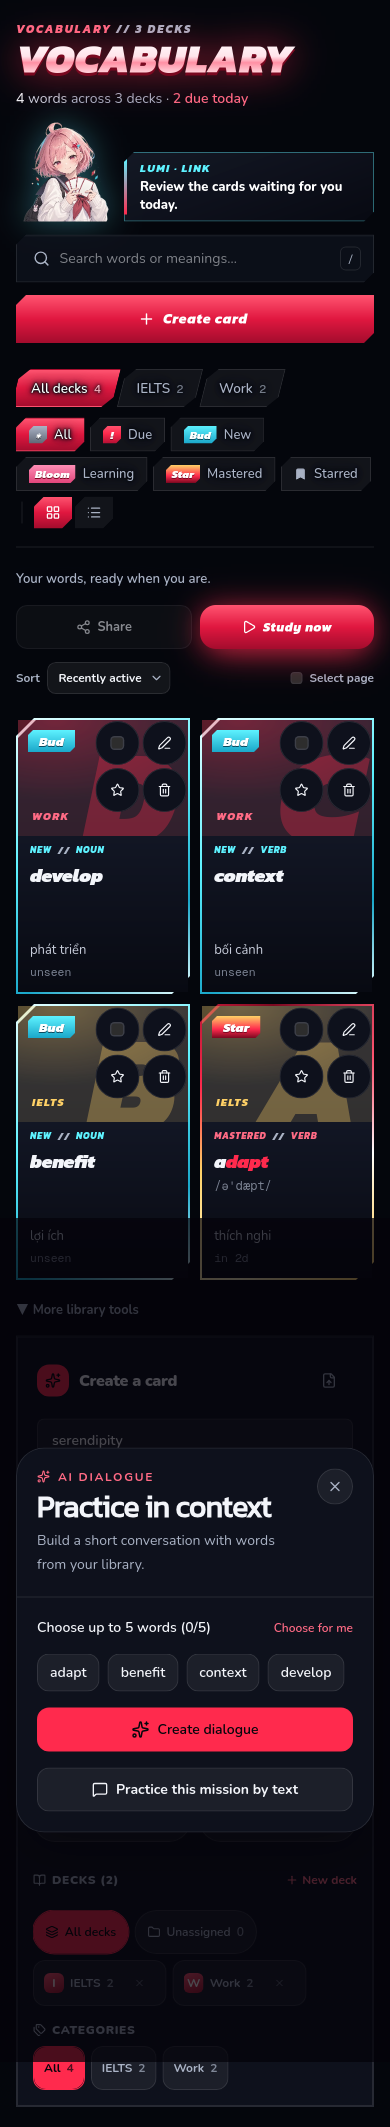 VOCABULARY // 3 DECKS
VOCABULARY
4 words across 3 decks · 2 due today
LUMI · LINK
Review the cards waiting for you
today.
Search words or meanings... /
+ Create card
All decks 4 IELTS 2 Work 2
All ! Due Bud New
Bloom Learning Star Mastered Starred
Your words, ready when you are.
Share Study now
Sort Recently active Select page
Bud Bud
WORK WORK
NEW // NOUN NEW // VERB
develop context
phát triển bối cảnh
unseen unseen
Bud Star
IELTS IELTS
NEW // NOUN MASTERED // VERB
benefit adapt
/əˈdæpt/
lợi ích thích nghi
unseen in 2d
▼ More library tools
Create a card
serendipity
AI DIALOGUE
Practice in context
Build a short conversation with words
from your library.
Choose up to 5 words (0/5) Choose for me
adapt benefit context develop
Create dialogue
Practice this mission by text
DECKS (2) + New deck
All decks Unassigned 0
I IELTS 2 × W Work 2 ×
CATEGORIES
All 4 IELTS 2 Work 2